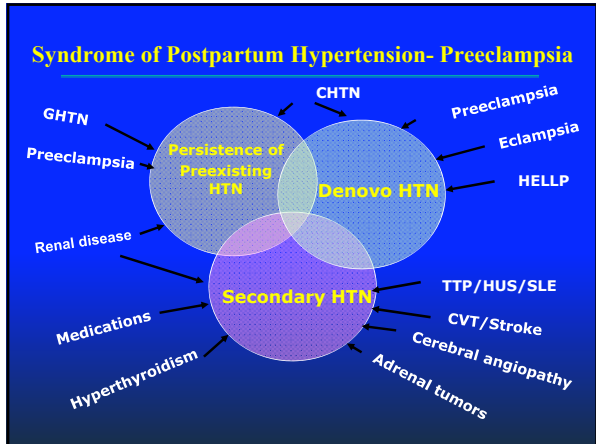 Syndrome of Postpartum Hypertension- Preeclampsia
CHTN
GHTN
Preeclampsia
Persistence of
Preexisting
HTN
Denovo HTN
Preeclampsia
Eclampsia
HELLP
Renal disease
Secondary HTN
TTP/HUS/SLE
CVT/Stroke
Cerebral angiopathy
Adrenal tumors
Medications
Hyperthyroidism